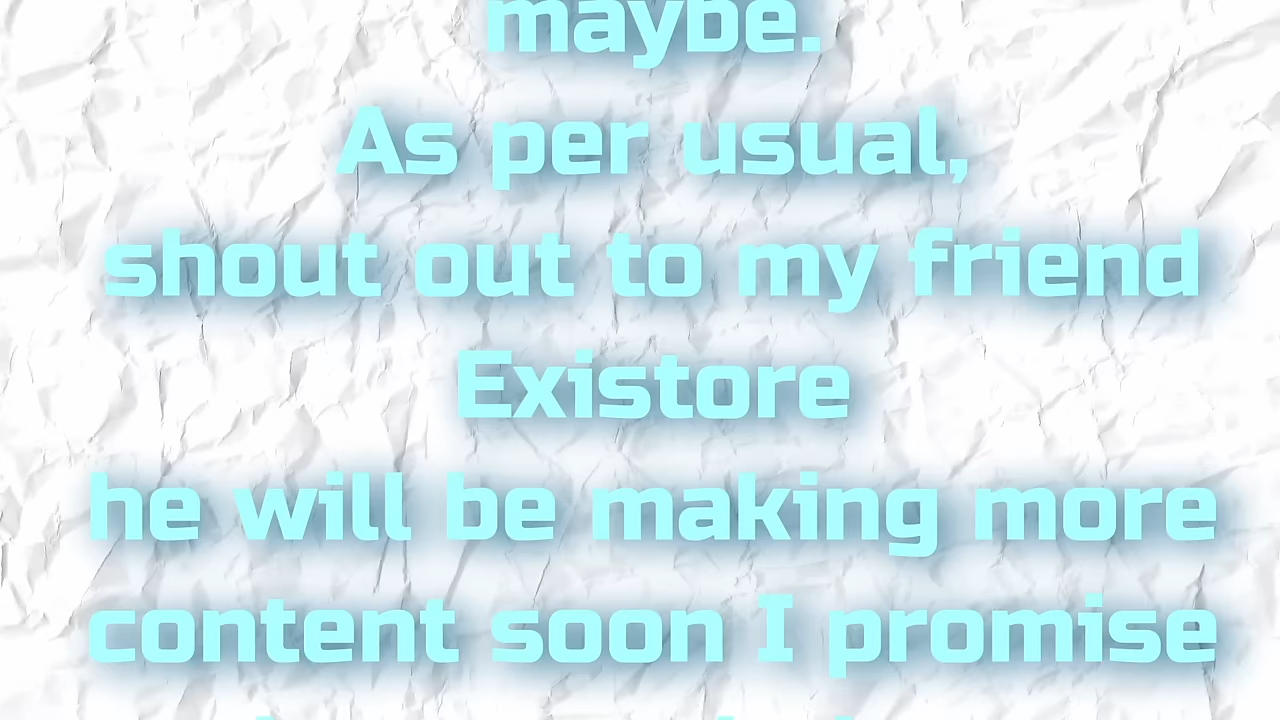 maybe.
As per usual,
shout out to my friend
Existore
he will be making more
content soon I promise